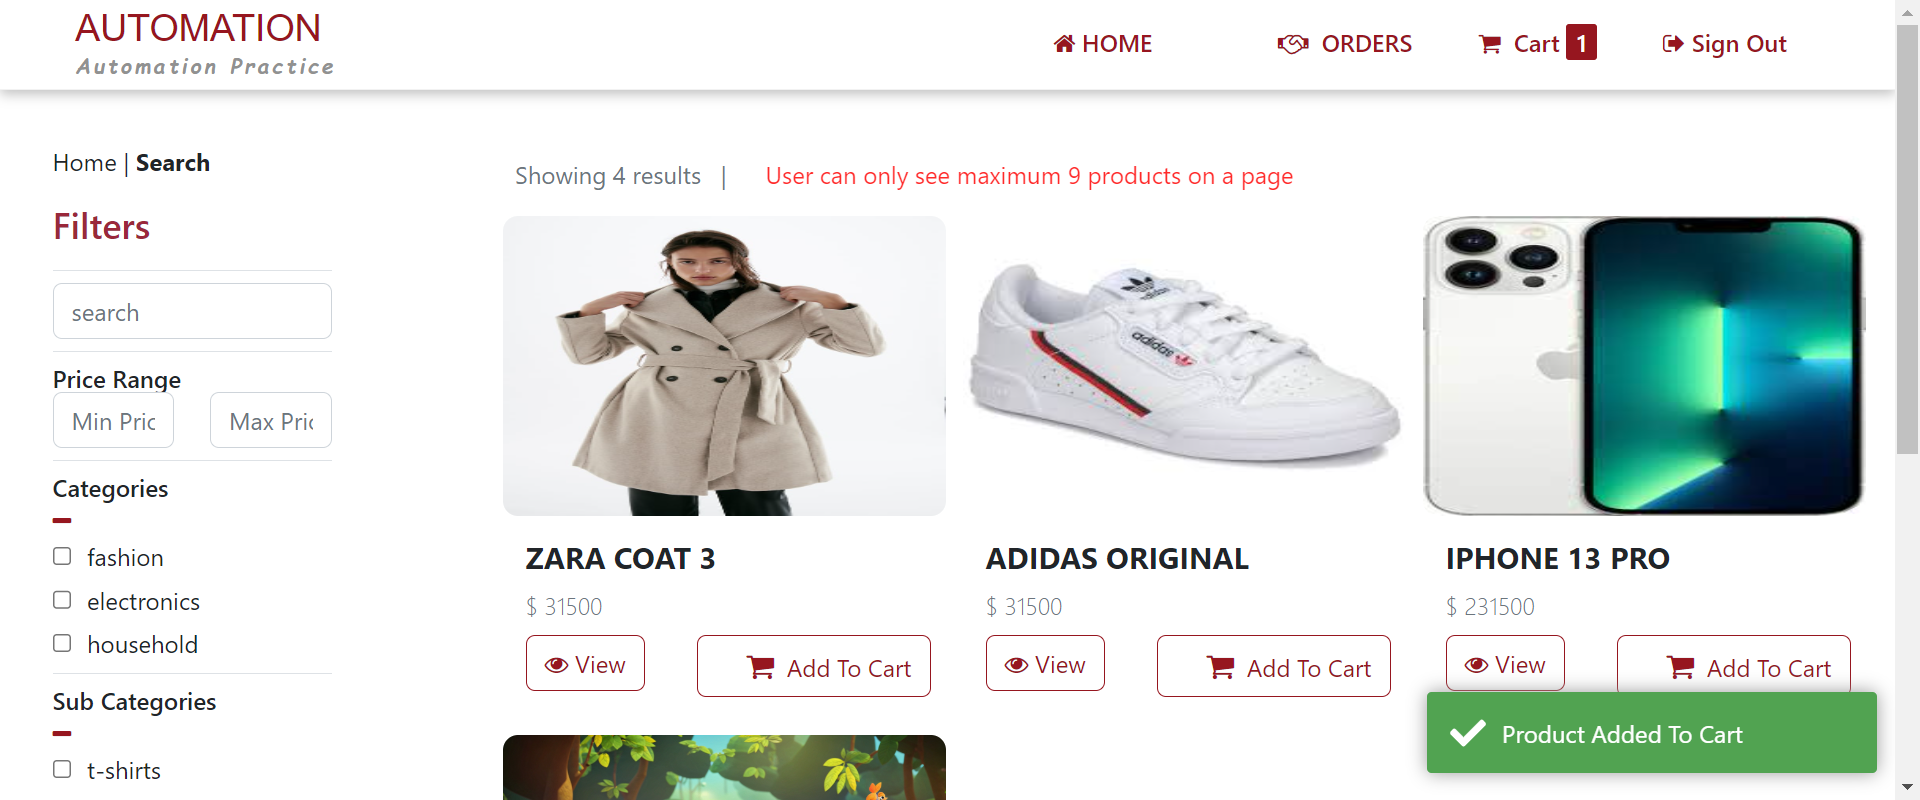 AUTOMATION
Automation Practice
HOME
ORDERS
Cart 1
Sign Out
Home | Search
Filters
search
Price Range
Min Pric
Max Pric
Categories
fashion
electronics
household
Sub Categories
t-shirts
Showing 4 results |
User can only see maximum 9 products on a page
adidas
adidas
ZARA COAT 3
$ 31500
View
Add To Cart
ADIDAS ORIGINAL
$ 31500
View
Add To Cart
IPHONE 13 PRO
$ 231500
View
Add To Cart
Product Added To Cart